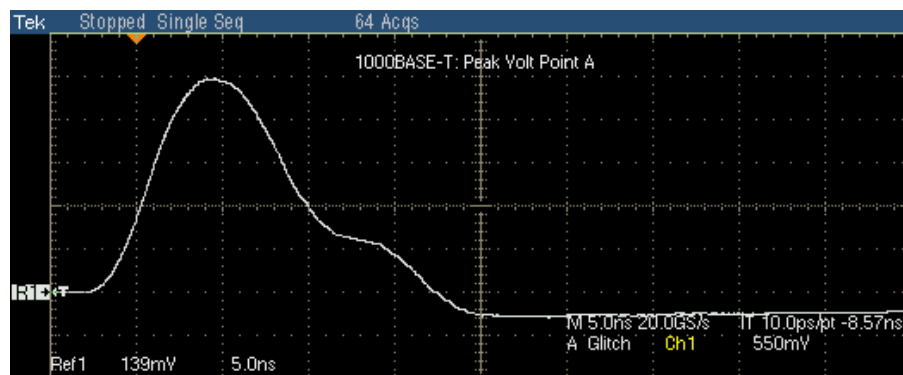 Tek Stopped Single Seq 64 Acqs
1000BASE-T: Peak Volt Point A
R1
M 5.0ns 20.0GS/s IT 10.0ps/pt -8.57ns
A Glitch Ch1 550mV
Ref1 139mV 5.0ns